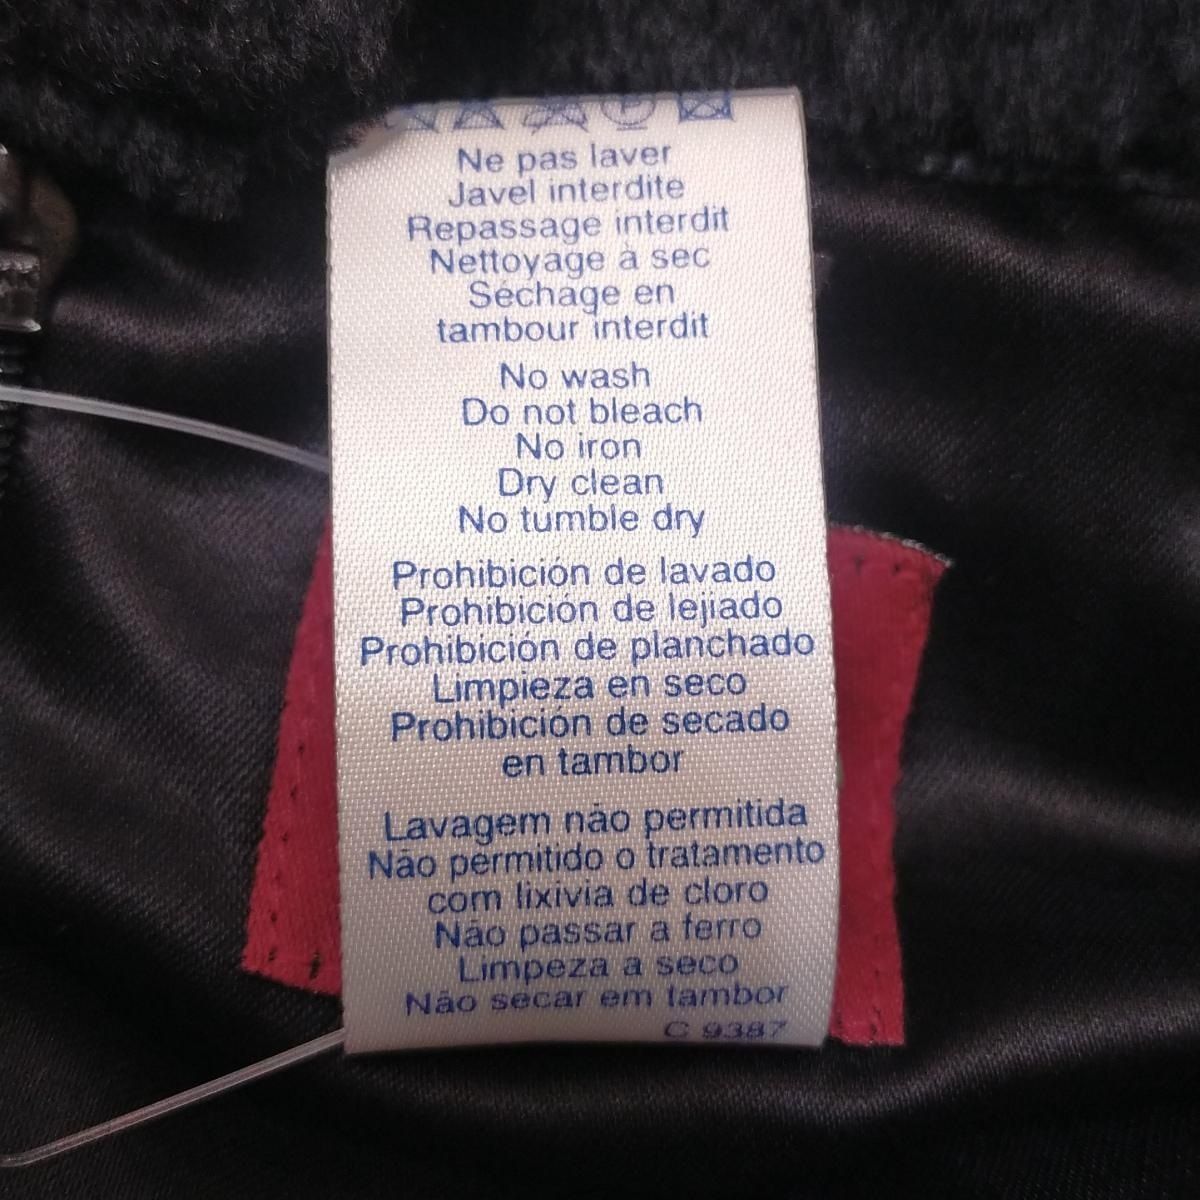 Ne pas laver
Javel interdite
Repassage interdit
Nettoyage à sec
Séchage en
tambour interdit
No wash
Do not bleach
No iron
Dry clean
No tumble dry
Prohibición de lavado
Prohibición de lejiado
Prohibición de planchado
Limpieza en seco
Prohibición de secado
en tambor
Lavagem não permitida
Não permitido o tratamento
com lixivia de cloro
Não passar a ferro
Limpeza a seco
Não secar em tambor
C 9387